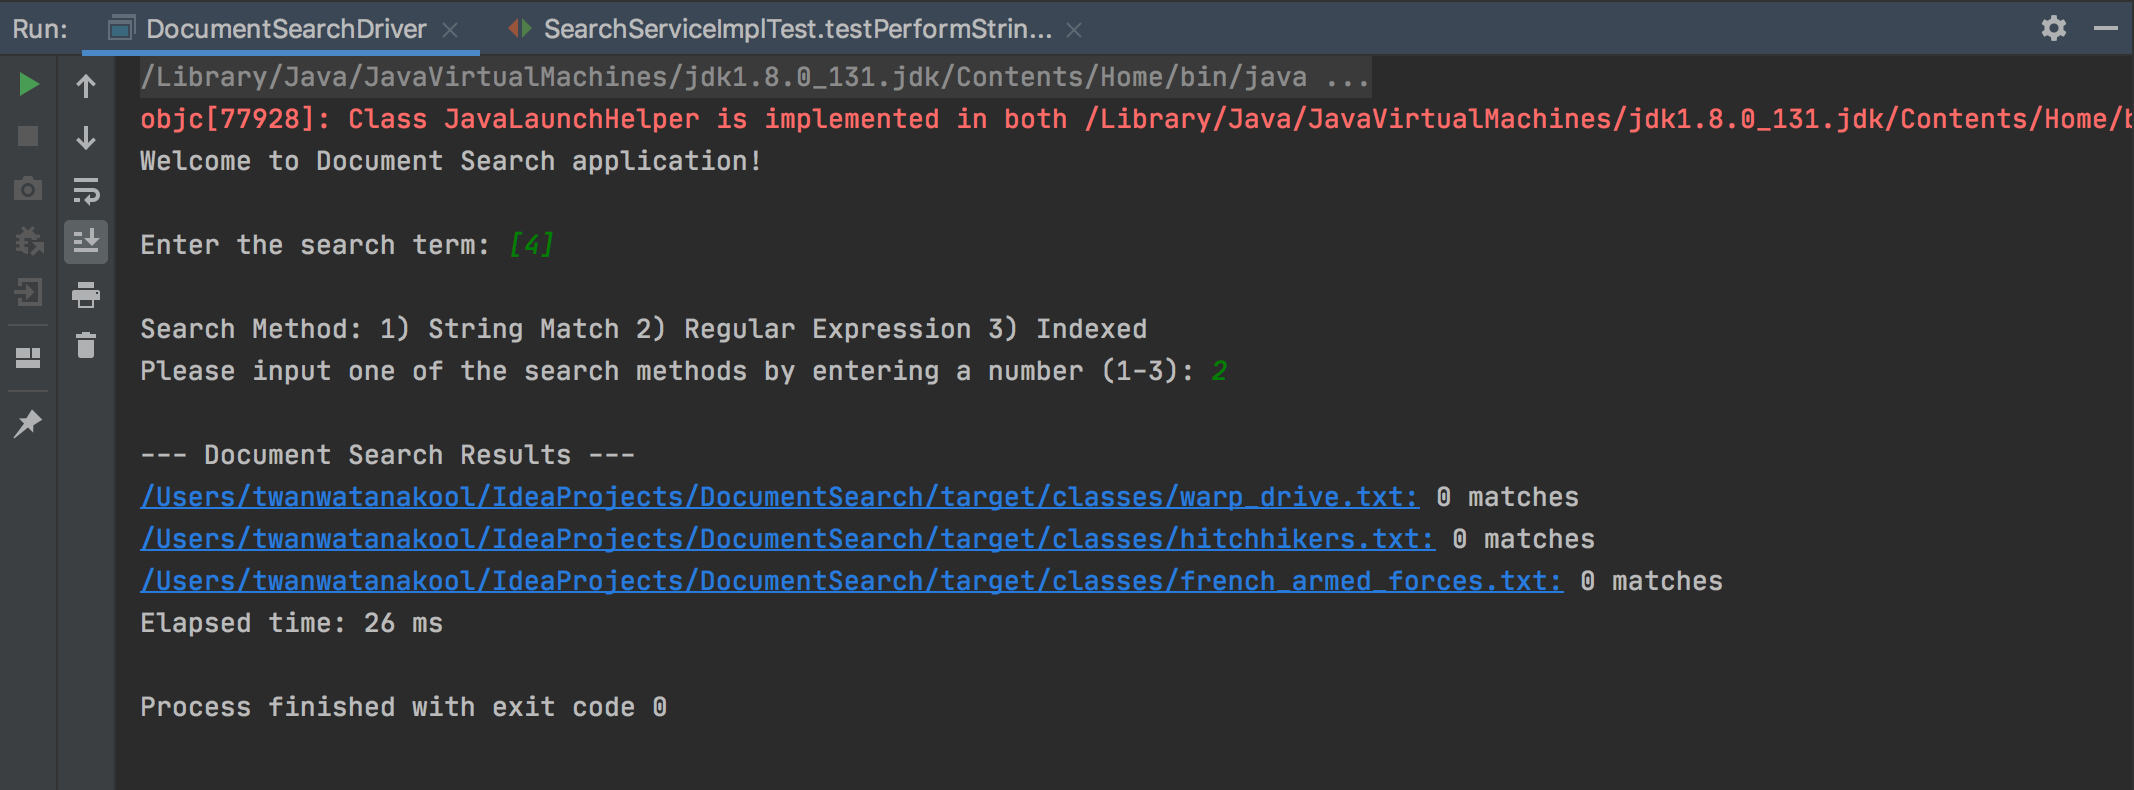 Run: DocumentSearchDriver SearchServiceImplTest.testPerformStrin...
/Library/Java/JavaVirtualMachines/jdk1.8.0_131.jdk/Contents/Home/bin/java ...
objc[77928]: Class JavaLaunchHelper is implemented in both /Library/Java/JavaVirtualMachines/jdk1.8.0_131.jdk/Contents/Home/
Welcome to Document Search application!
Enter the search term: [4]
Search Method: 1) String Match 2) Regular Expression 3) Indexed
Please input one of the search methods by entering a number (1-3): 2
--- Document Search Results ---
/Users/twanwatanakool/IdeaProjects/DocumentSearch/target/classes/warp_drive.txt: 0 matches
/Users/twanwatanakool/IdeaProjects/DocumentSearch/target/classes/hitchhikers.txt: 0 matches
/Users/twanwatanakool/IdeaProjects/DocumentSearch/target/classes/french_armed_forces.txt: 0 matches
Elapsed time: 26 ms
Process finished with exit code 0